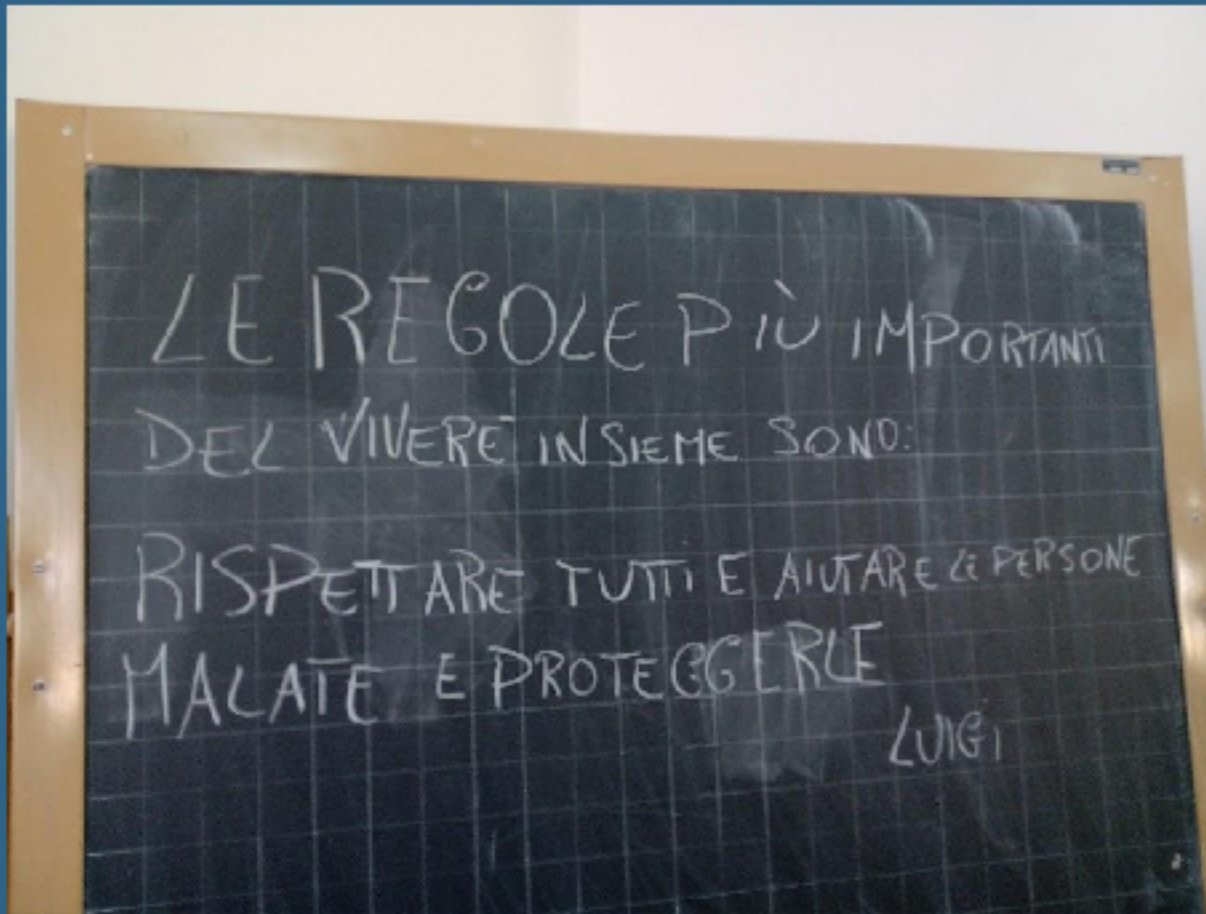 LE REGOLE PIÙ IMPORTANTI
DEL VIVERE INSIEME SONO:
RISPETTARE TUTTI E AIUTARE LE PERSONE
MALATE E PROTEGGERLE
LUIGI